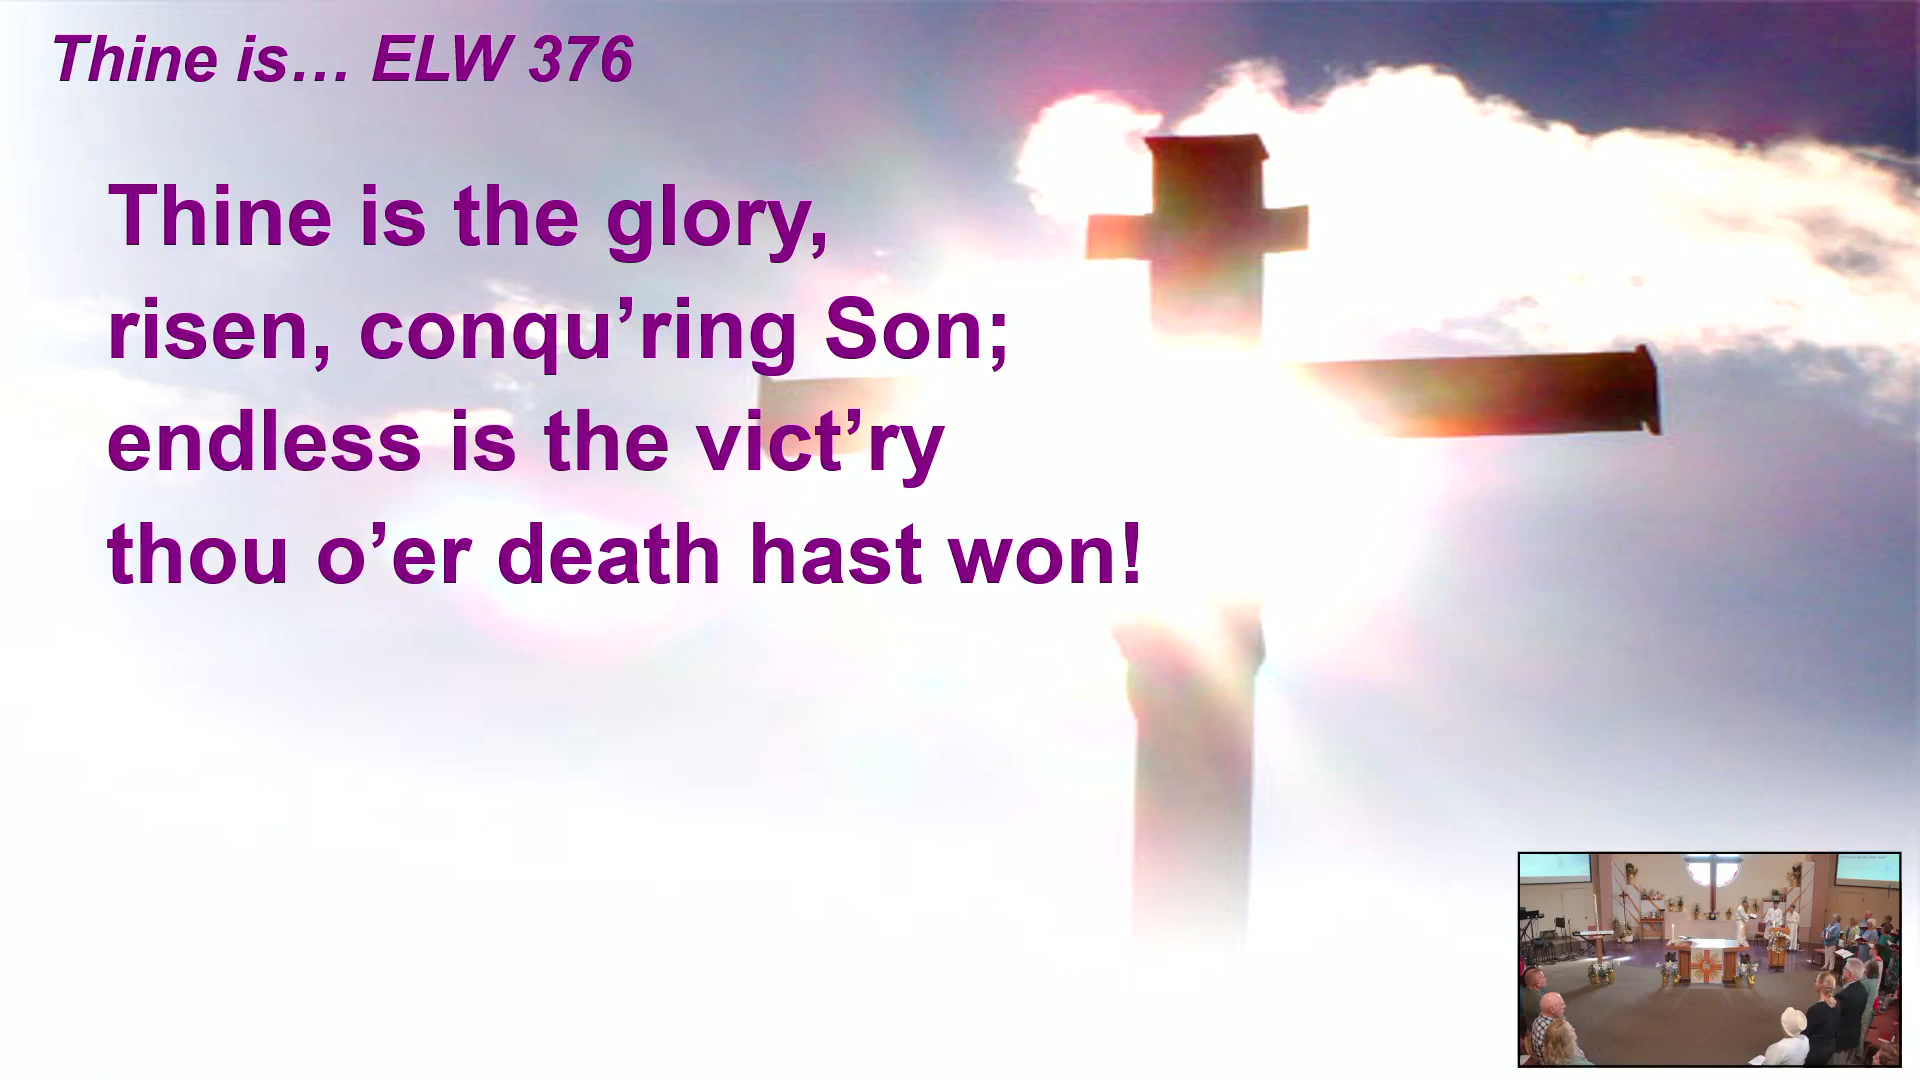 Thine is… ELW 376
Thine is the glory,
risen, conqu’ring Son;
endless is the vict’ry
thou o’er death hast won!